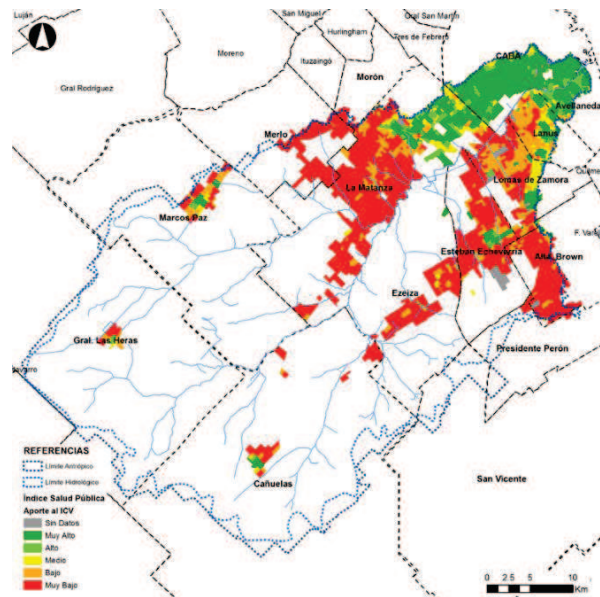 Luján
San Miguel
Gral San Martín
Hurlingham
Tres de Febrero
Moreno
Ituzaingó
CABA
Morón
Gral Rodríguez
Avellaneda
Merlo
Lanus
La Matanza
Lomas de Zamora
Marcos Paz
Esteban Echeverria
Alte. Brown
Ezeiza
Gral. Las Heras
Presidente Perón
Cañuelas
San Vicente
REFERENCIAS
Límite Antrópico
Límite Hidrológico
Índice Salud Pública
Aporte al ICV
Sin Datos
Muy Alto
Alto
Medio
Bajo
Muy Bajo
0 2.5 5 10
Km